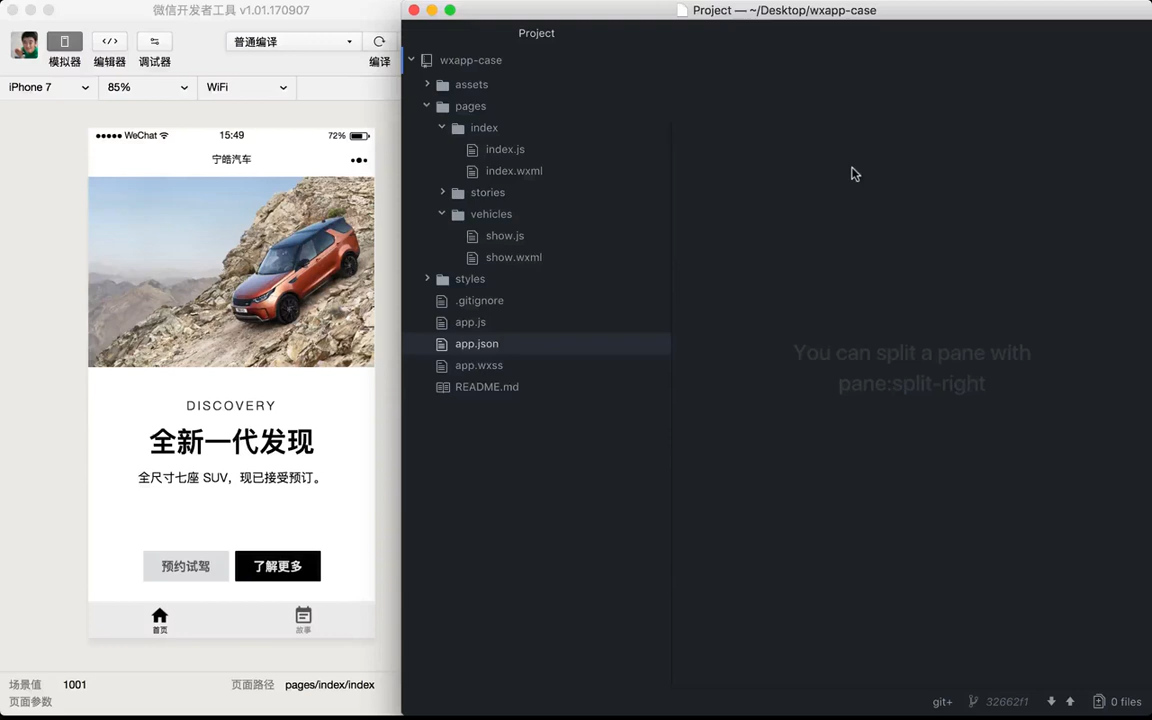 微信开发者工具 v1.01.170907
模拟器
编辑器
调试器
普通编译
编译
iPhone 7
85%
WiFi
WeChat
15:49
72%
宁皓汽车
DISCOVERY
全新一代发现
全尺寸七座 SUV，现已接受预订。
预约试驾
了解更多
首页
故事
场景值
1001
页面路径
pages/index/index
页面参数
Project — ~/Desktop/wxapp-case
Project
wxapp-case
assets
pages
index
index.js
index.wxml
stories
vehicles
show.js
show.wxml
styles
.gitignore
app.js
app.json
app.wxss
README.md
You can split a pane with
pane:split-right
git+
32662f1
0 files